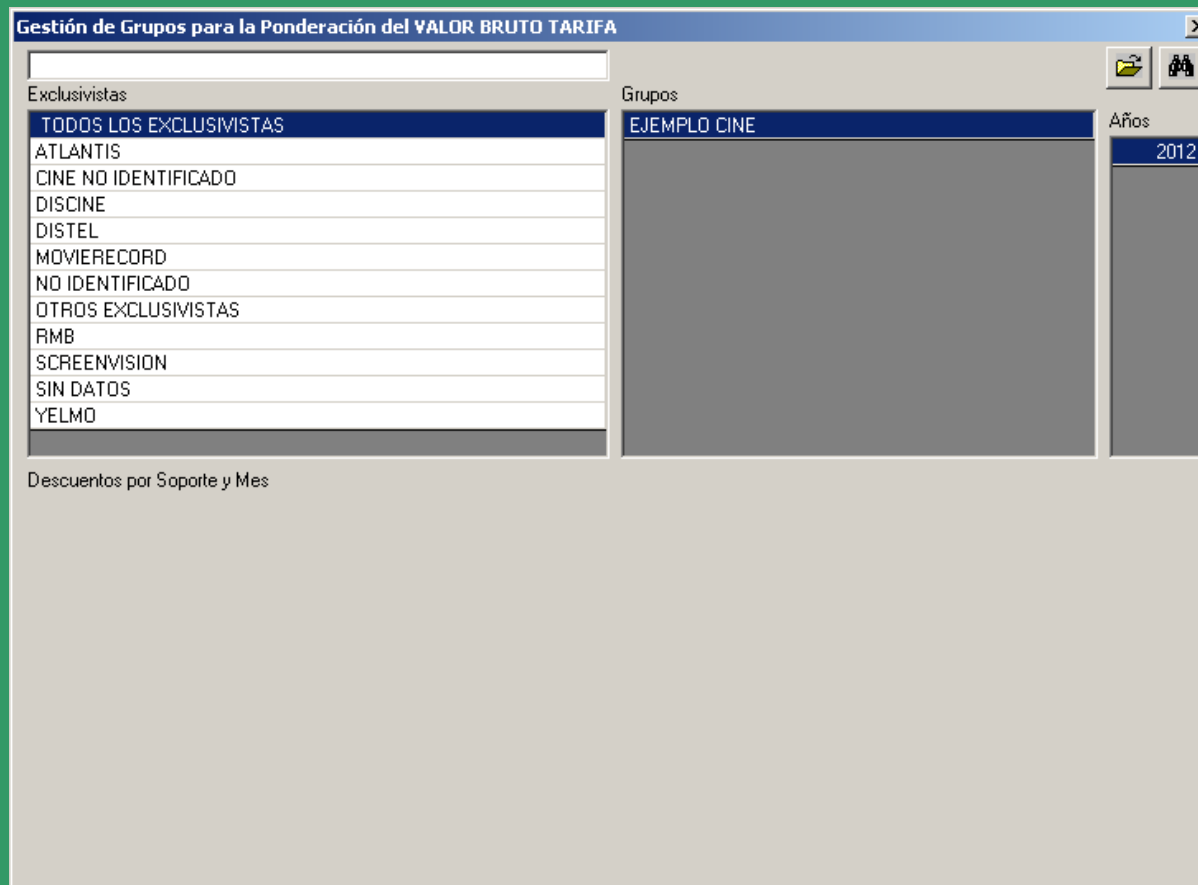 Gestión de Grupos para la Ponderación del VALOR BRUTO TARIFA
Exclusivistas
Grupos
TODOS LOS EXCLUSIVISTAS
EJEMPLO CINE
Años
ATLANTIS
2012
CINE NO IDENTIFICADO
DISCINE
DISTEL
MOVIERECORD
NO IDENTIFICADO
OTROS EXCLUSIVISTAS
RMB
SCREENVISION
SIN DATOS
YELMO
Descuentos por Soporte y Mes